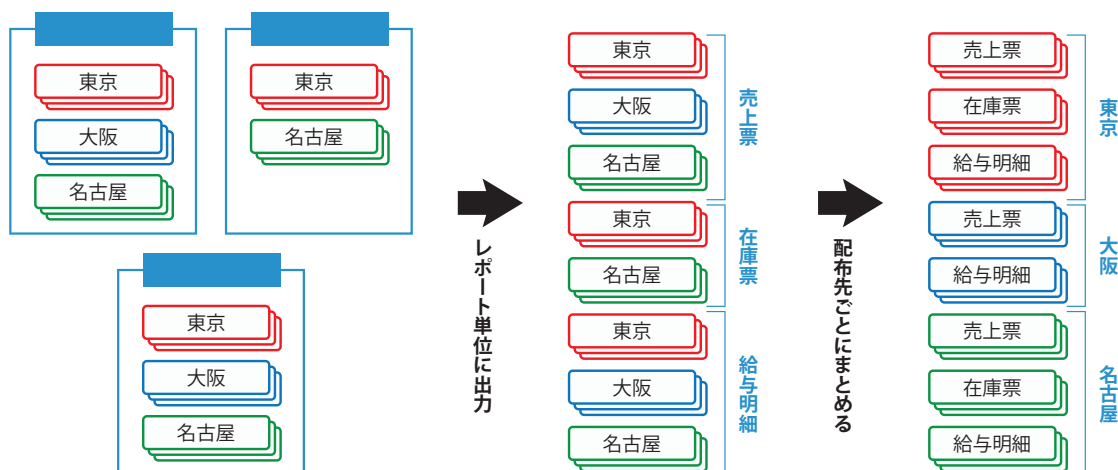 東京
大阪
名古屋
東京
名古屋
東京
大阪
名古屋
レポート単位に出力
東京
大阪
名古屋
売上票
東京
名古屋
在庫票
東京
大阪
名古屋
給与明細
配布先ごとにまとめる
売上票
在庫票
給与明細
東京
売上票
給与明細
大阪
売上票
在庫票
給与明細
名古屋